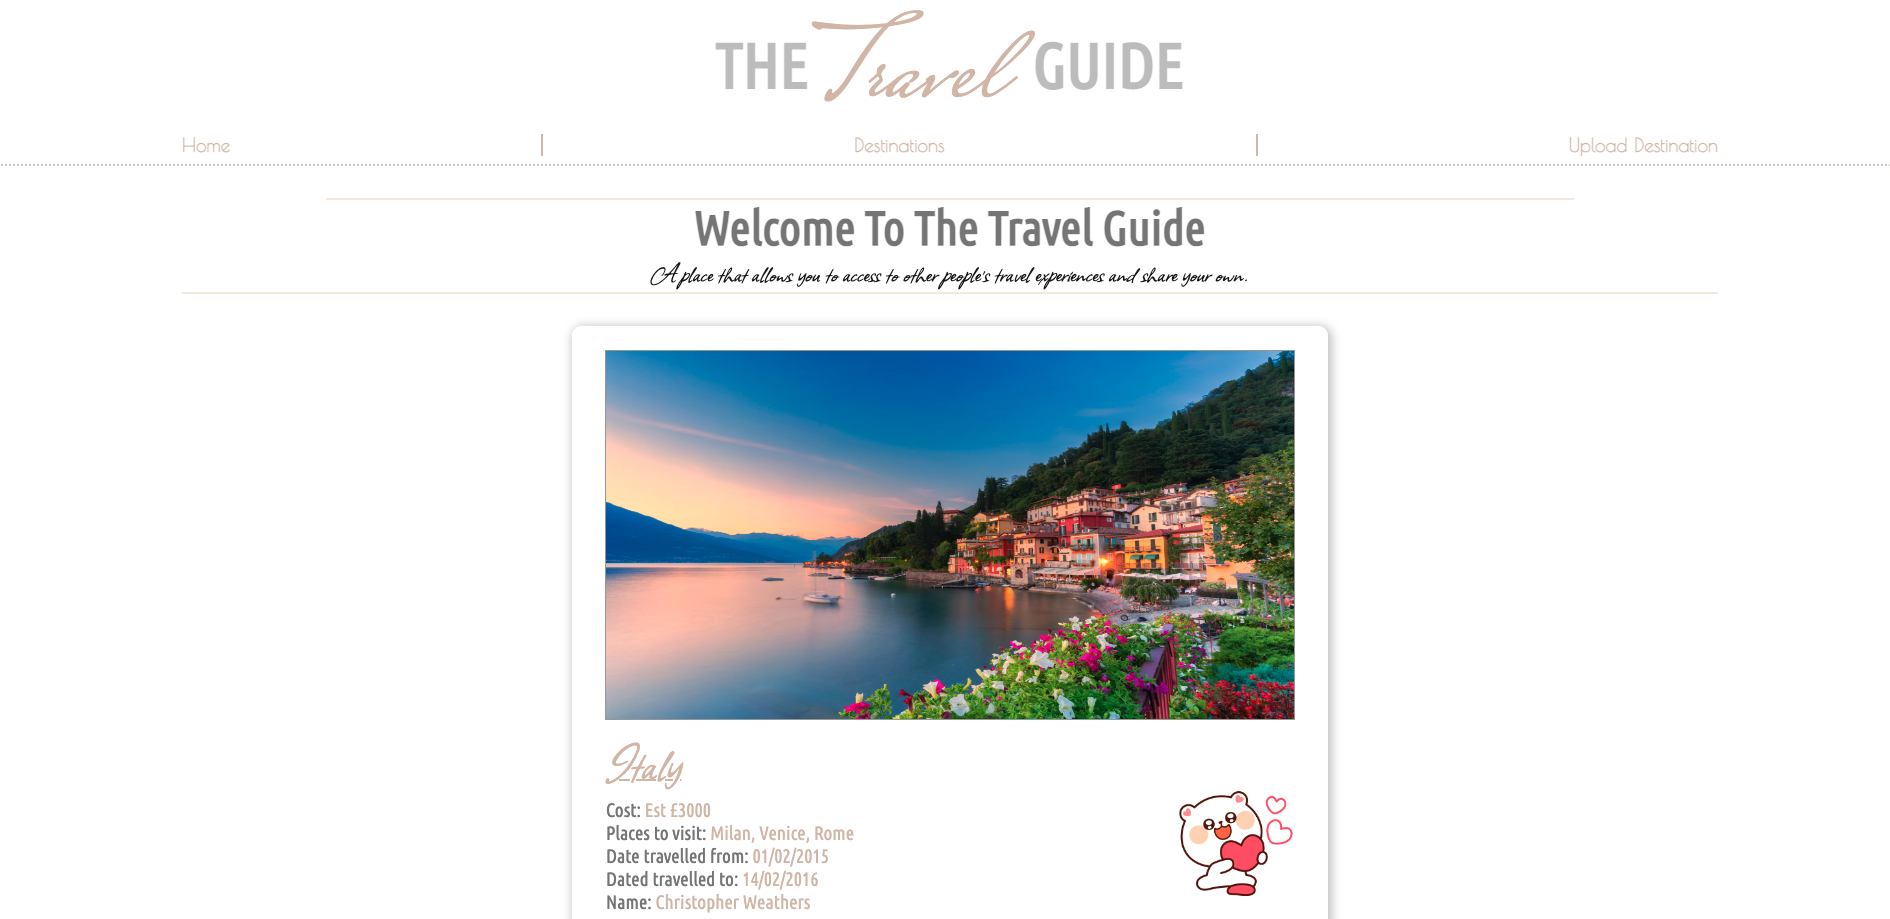 THE Travel GUIDE
Home
Destinations
Upload Destination
Welcome To The Travel Guide
A place that allows you to access to other people's travel experiences and share your own.
Italy
Cost: Est £3000
Places to visit: Milan, Venice, Rome
Date travelled from: 01/02/2015
Dated travelled to: 14/02/2016
Name: Christopher Weathers